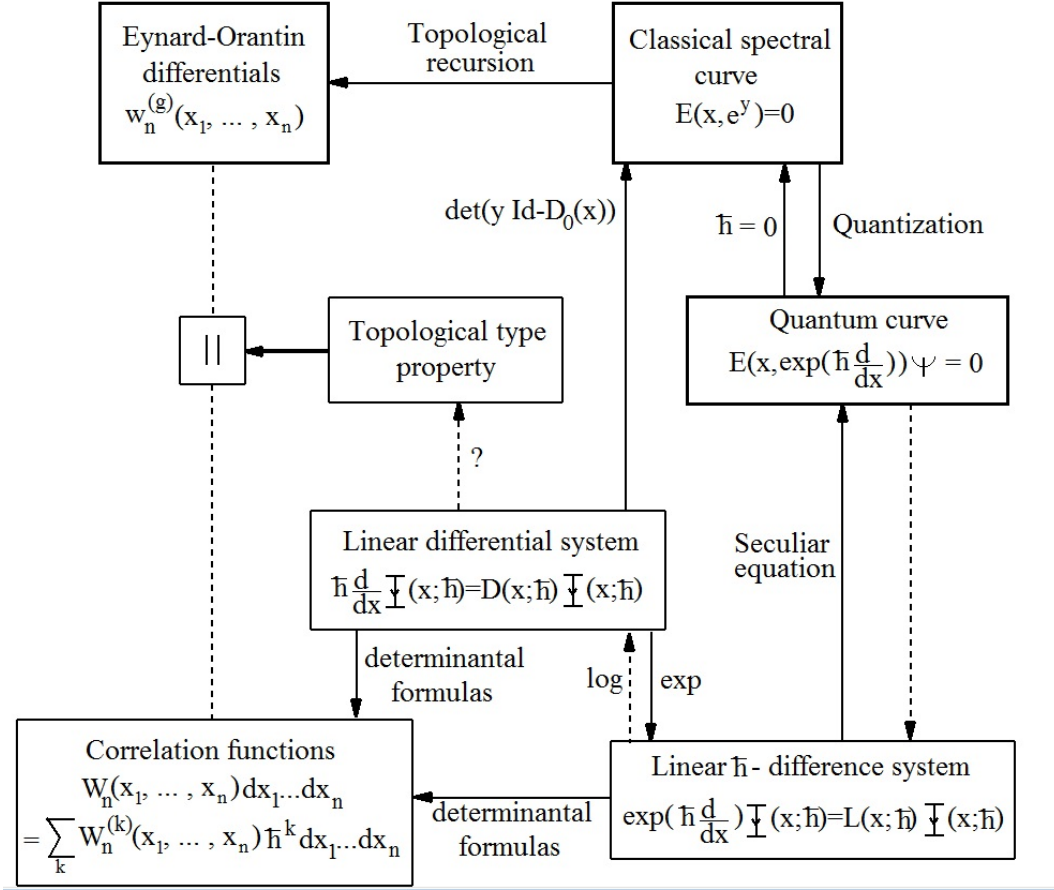 Eynard-Orantin
differentials
w_n^{(g)}(x_1, ... , x_n)
Topological
recursion
Classical spectral
curve
E(x,e^y)=0
det(y Id-D_0(x))
ħ = 0
Quantization
||
Topological type
property
Quantum curve
E(x,exp(ħ d/dx))ψ = 0
?
Linear differential system
ħ d/dx Ψ(x;ħ)=D(x;ħ) Ψ(x;ħ)
Seculiar
equation
determinantal
formulas
log
exp
Correlation functions
W_n(x_1, ... , x_n)dx_1...dx_n
= ∑_k W_n^{(k)}(x_1, ... , x_n) ħ^k dx_1...dx_n
determinantal
formulas
Linear ħ - difference system
exp(ħ d/dx) Ψ(x;ħ)=L(x;ħ) Ψ(x;ħ)